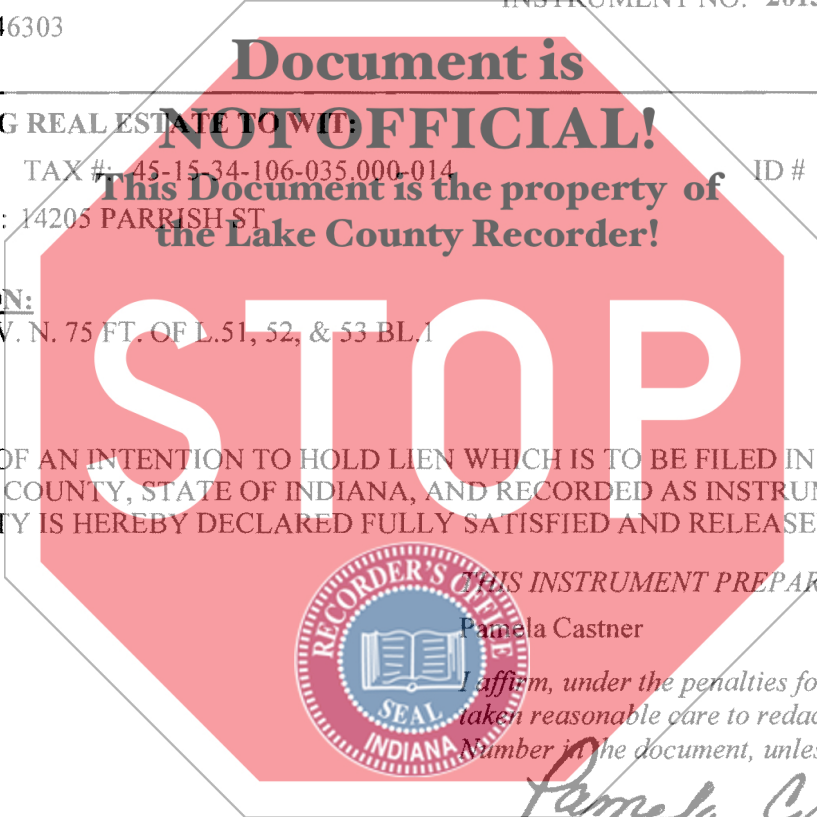 INSTRUMENT NO.
46303
Document is
NOT OFFICIAL!
G REAL ESTATE TO WIT:
TAX #: 45-15-34-106-035.000-014 ID #
This Document is the property of
: 14205 PARRISH ST
the Lake County Recorder!
N:
V. N. 75 FT. OF L.51, 52, & 53 BL.1
STOP
OF AN INTENTION TO HOLD LIEN WHICH IS TO BE FILED IN
COUNTY, STATE OF INDIANA, AND RECORDED AS INSTRUM
TY IS HEREBY DECLARED FULLY SATISFIED AND RELEASE
RECORDER'S OFFICE
SEAL
INDIANA
THIS INSTRUMENT PREPAR
Pamela Castner
I affirm, under the penalties fo
taken reasonable care to redac
Number in the document, unles
Pamela C